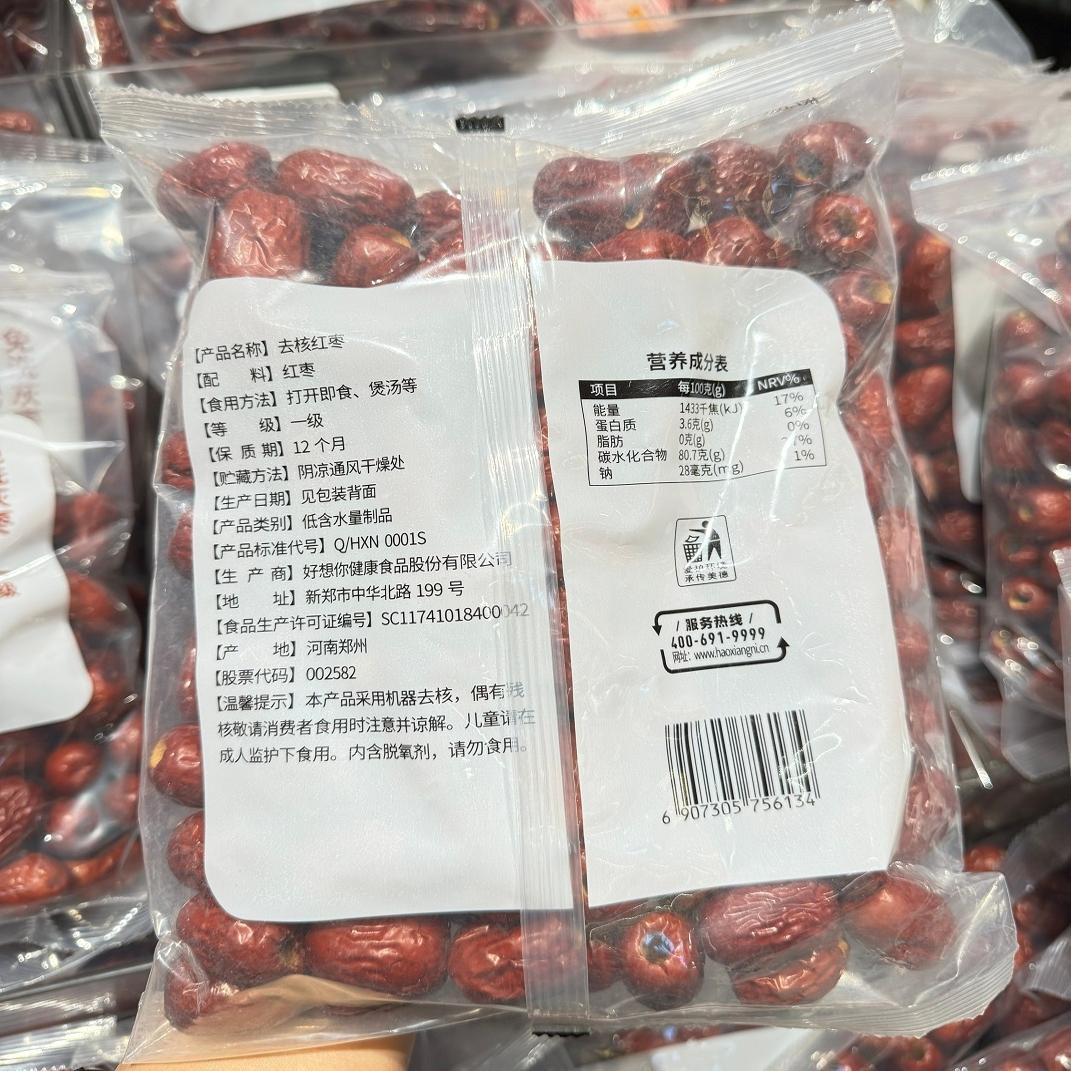 【产品名称】去核红枣
【配 料】红枣
【食用方法】打开即食、煲汤等
【等 级】一级
【保 质 期】12 个月
【贮藏方法】阴凉通风干燥处
【生产日期】见包装背面
【产品类别】低含水量制品
【产品标准代号】Q/HXN 0001S
【生 产 商】好想你健康食品股份有限公司
【地 址】新郑市中华北路 199 号
【食品生产许可证编号】SC11741018400042
【产 地】河南郑州
【股票代码】002582
【温馨提示】本产品采用机器去核，偶有残
核敬请消费者食用时注意并谅解。儿童请在
成人监护下食用。内含脱氧剂，请勿食用。
营养成分表
项目 每100克(g) NRV%
能量 1433千焦(kJ) 17%
蛋白质 3.6克(g) 6%
脂肪 0克(g) 0%
碳水化合物 80.7克(g)
钠 28毫克(mg) 1%
爱护环境
承传美德
/ 服务热线 /
400-691-9999
网址: www.haoxiangni.cn
6 907305 756134